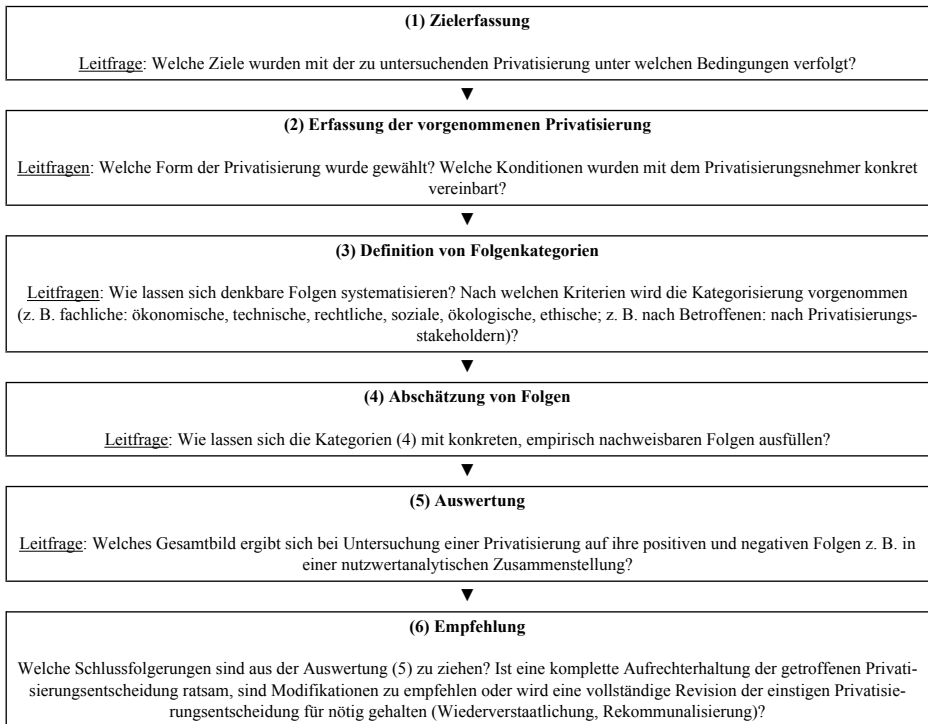 (1) Zielerfassung
Leitfrage: Welche Ziele wurden mit der zu untersuchenden Privatisierung unter welchen Bedingungen verfolgt?
▼
(2) Erfassung der vorgenommenen Privatisierung
Leitfragen: Welche Form der Privatisierung wurde gewählt? Welche Konditionen wurden mit dem Privatisierungsnehmer konkret
vereinbart?
▼
(3) Definition von Folgenkategorien
Leitfragen: Wie lassen sich denkbare Folgen systematisieren? Nach welchen Kriterien wird die Kategorisierung vorgenommen
(z. B. fachliche: ökonomische, technische, rechtliche, soziale, ökologische, ethische; z. B. nach Betroffenen: nach Privatisierungs-
stakeholdern)?
▼
(4) Abschätzung von Folgen
Leitfrage: Wie lassen sich die Kategorien (4) mit konkreten, empirisch nachweisbaren Folgen ausfüllen?
▼
(5) Auswertung
Leitfrage: Welches Gesamtbild ergibt sich bei Untersuchung einer Privatisierung auf ihre positiven und negativen Folgen z. B. in
einer nutzwertanalytischen Zusammenstellung?
▼
(6) Empfehlung
Welche Schlussfolgerungen sind aus der Auswertung (5) zu ziehen? Ist eine komplette Aufrechterhaltung der getroffenen Privati-
sierungsentscheidung ratsam, sind Modifikationen zu empfehlen oder wird eine vollständige Revision der einstigen Privatisie-
rungsentscheidung für nötig gehalten (Wiederverstaatlichung, Rekommunalisierung)?